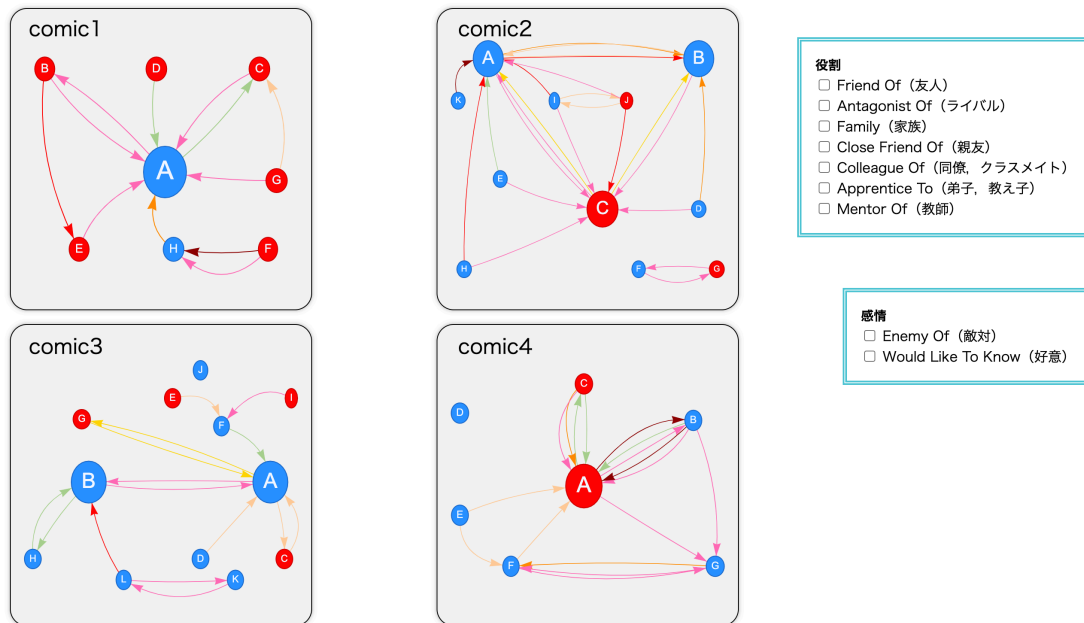 comic1
B
D
C
A
G
E
H
F
comic2
A
B
K
I
J
E
C
D
H
F
G
役割
Friend Of（友人）
Antagonist Of（ライバル）
Family（家族）
Close Friend Of（親友）
Colleague Of（同僚，クラスメイト）
Apprentice To（弟子，教え子）
Mentor Of（教師）
感情
Enemy Of（敵対）
Would Like To Know（好意）
comic3
J
E
I
G
F
B
A
H
D
C
L
K
comic4
C
D
B
A
E
F
G